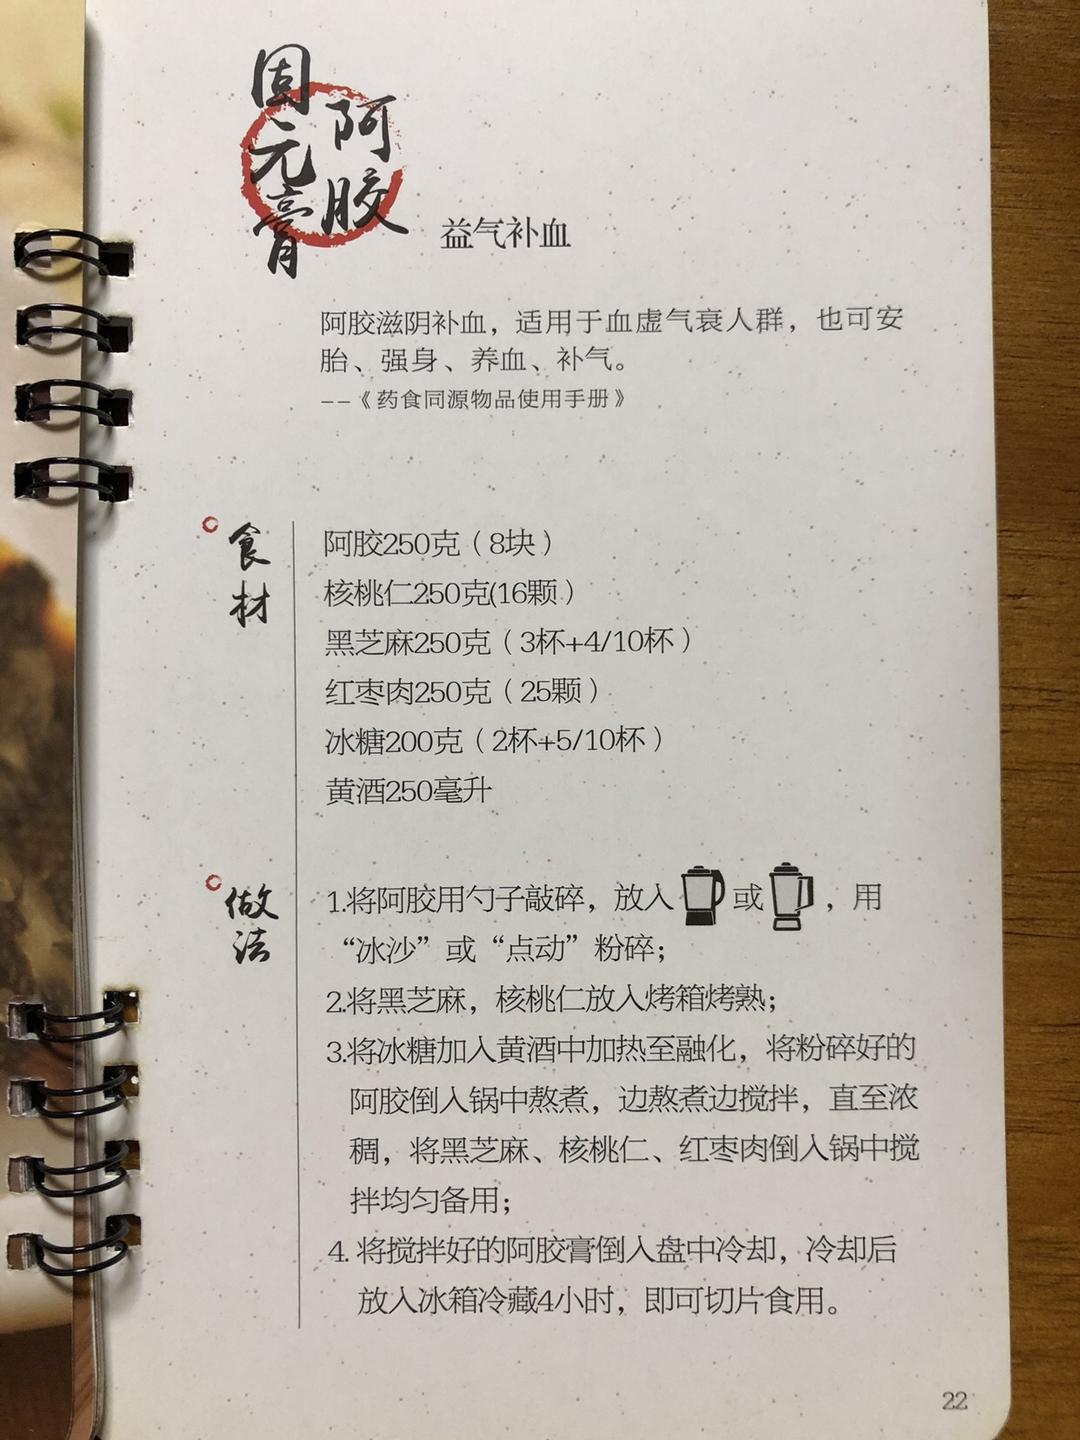 阿胶
固元膏
益气补血
阿胶滋阴补血，适用于血虚气衰人群，也可安
胎、强身、养血、补气。
--《药食同源物品使用手册》
食材
阿胶250克（8块）
核桃仁250克(16颗）
黑芝麻250克（3杯+4/10杯）
红枣肉250克（25颗）
冰糖200克（2杯+5/10杯）
黄酒250毫升
做法
1.将阿胶用勺子敲碎，放入或，用
“冰沙”或“点动”粉碎；
2.将黑芝麻，核桃仁放入烤箱烤熟；
3.将冰糖加入黄酒中加热至融化，将粉碎好的
阿胶倒入锅中熬煮，边熬煮边搅拌，直至浓
稠，将黑芝麻、核桃仁、红枣肉倒入锅中搅
拌均匀备用；
4. 将搅拌好的阿胶膏倒入盘中冷却，冷却后
放入冰箱冷藏4小时，即可切片食用。
22